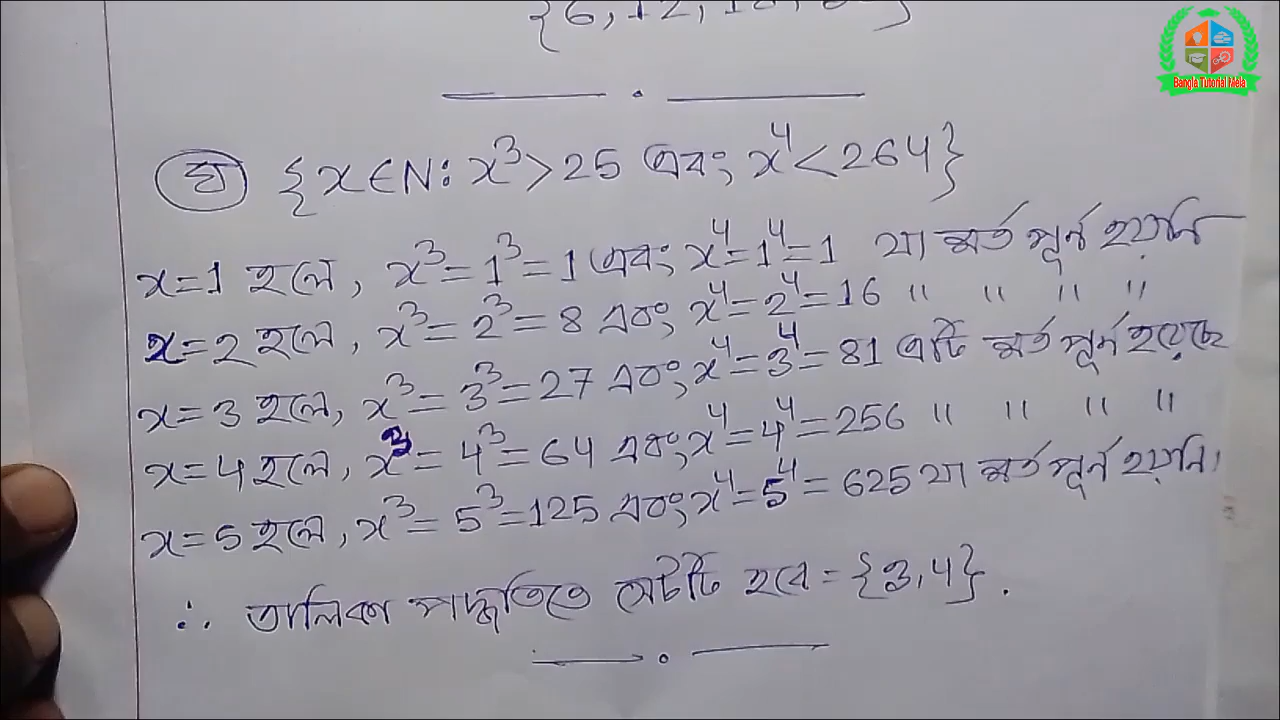 {6, 12, 18,
Bangla Tutorial Mela
ঘ {x∈N: x³>25 এবং x⁴<264}
x=1 হলে, x³=1³=1 এবং x⁴=1⁴=1 যা শর্ত পূর্ন হয়নি
x=2 হলে, x³=2³=8 এবং x⁴=2⁴=16 " " " "
x=3 হলে, x³=3³=27 এবং x⁴=3⁴=81 এটি শর্ত পূর্ন হয়েছে
x=4 হলে, x³=4³=64 এবং x⁴=4⁴=256 " " " "
x=5 হলে, x³=5³=125 এবং x⁴=5⁴=625 যা শর্ত পূর্ন হয়নি।
∴ তালিকা পদ্ধতিতে সেটটি হবে = {3,4}.